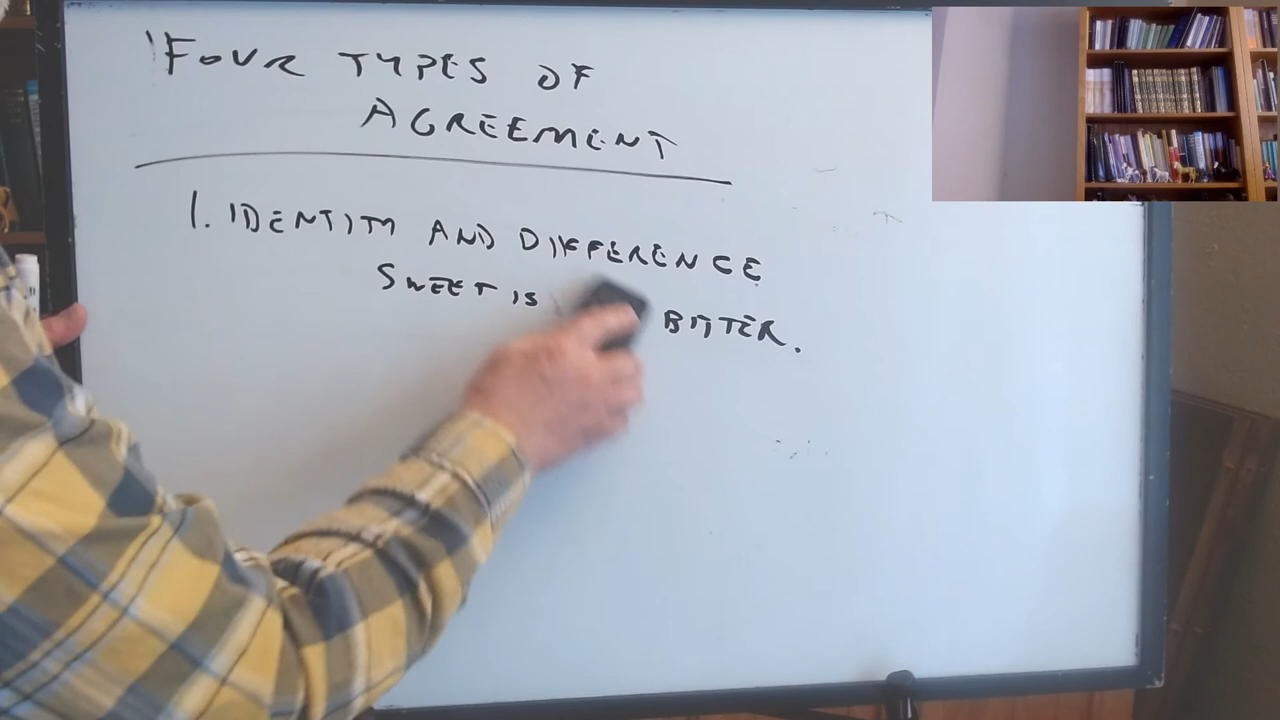 FOUR TYPES OF
AGREEMENT
1. IDENTITY AND DIFFERENCE
SWEET IS BITTER.